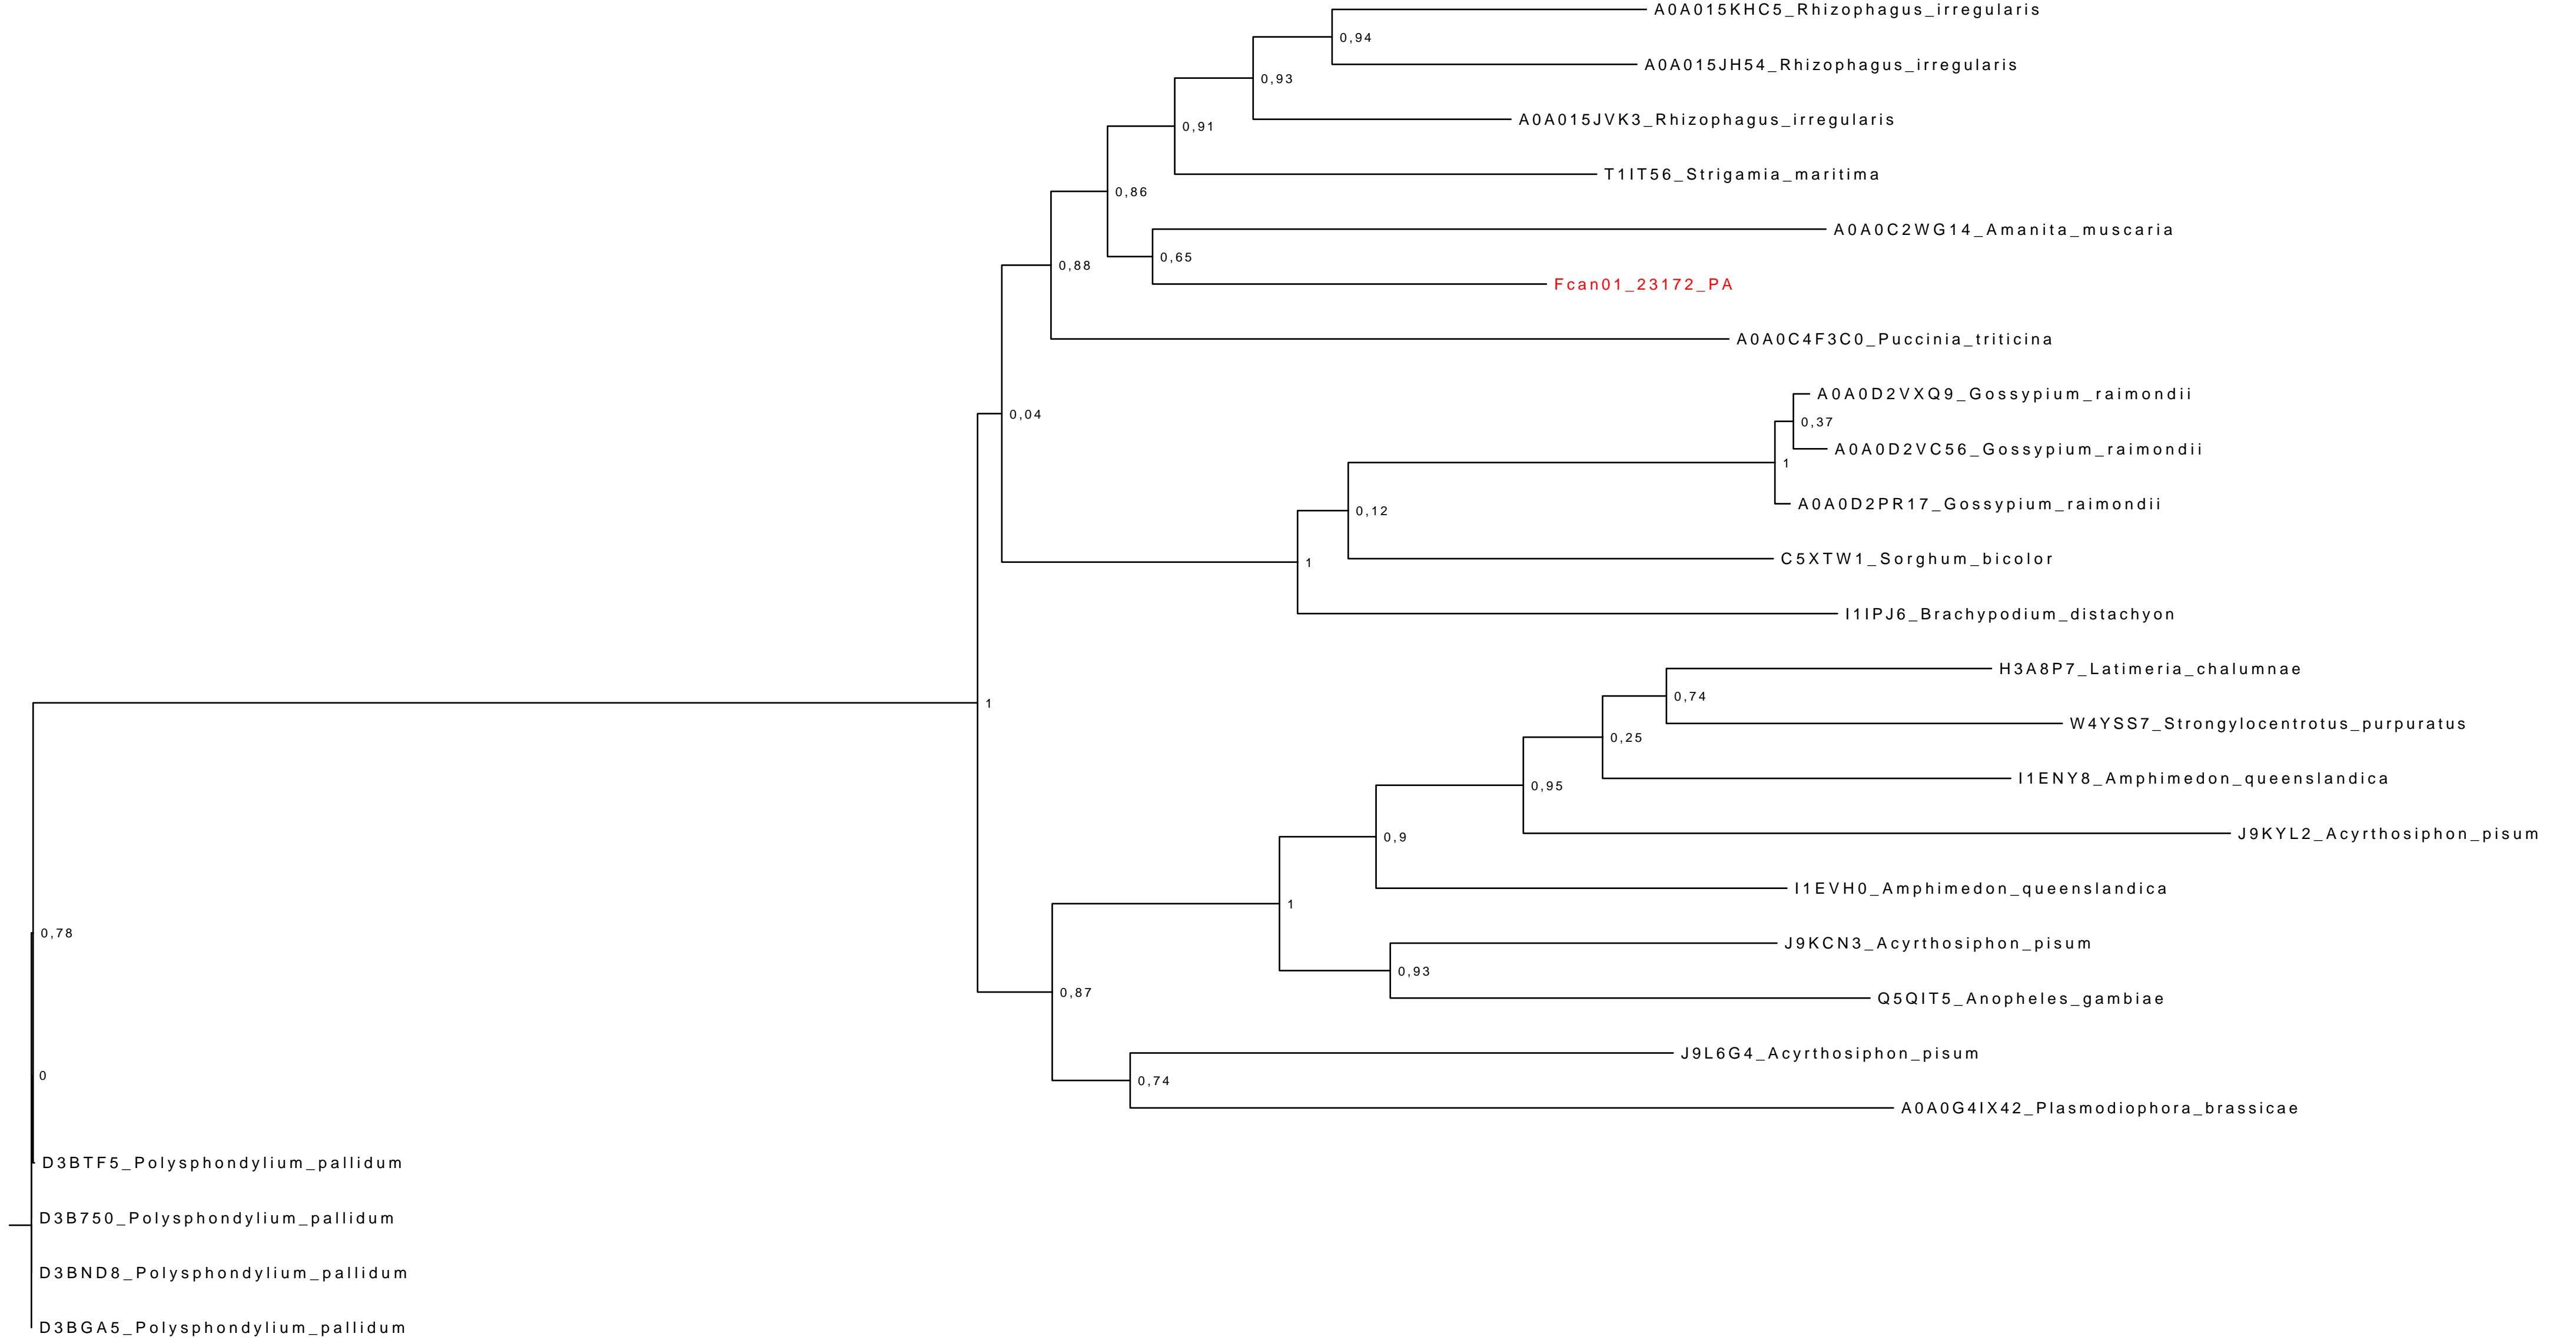 A0A015KHC5_Rhizophagus_irregularis
0,94
A0A015JH54_Rhizophagus_irregularis
0,93
A0A015JVK3_Rhizophagus_irregularis
0,91
T1IT56_Strigamia_maritima
0,86
A0A0C2WG14_Amanita_muscaria
0,65
0,88
Fcan01_23172_PA
A0A0C4F3C0_Puccinia_triticina
A0A0D2VXQ9_Gossypium_raimondii
0,04
0,37
A0A0D2VC56_Gossypium_raimondii
1
A0A0D2PR17_Gossypium_raimondii
0,12
C5XTW1_Sorghum_bicolor
1
I1IPJ6_Brachypodium_distachyon
H3A8P7_Latimeria_chalumnae
0,74
1
W4YSS7_Strongylocentrotus_purpuratus
0,25
I1ENY8_Amphimedon_queenslandica
0,95
J9KYL2_Acyrthosiphon_pisum
0,9
I1EVH0_Amphimedon_queenslandica
1
0,78
J9KCN3_Acyrthosiphon_pisum
0,93
0,87
Q5QIT5_Anopheles_gambiae
J9L6G4_Acyrthosiphon_pisum
0
0,74
A0A0G4IX42_Plasmodiophora_brassicae
D3BTF5_Polysphondylium_pallidum
D3B750_Polysphondylium_pallidum
D3BND8_Polysphondylium_pallidum
D3BGA5_Polysphondylium_pallidum